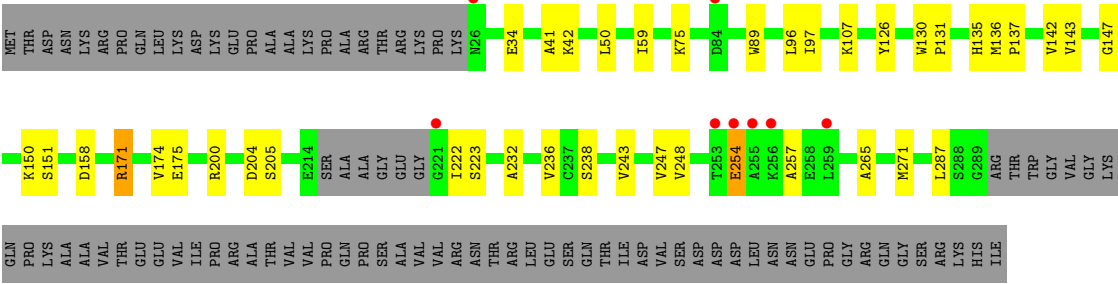 MET THR ASP ASN LYS ARG PRO GLN LEU LYS ASP LYS GLU PRO ALA ALA LYS PRO ALA ARG THR ARG LYS PRO LYS N26 E34 A41 K42 L50 I59 K75 D84 W89 L96 I97 K107 Y126 W130 P131 H135 M136 P137 V142 V143 G147
K150 S151 D158 R171 V174 E175 R200 D204 S205 E214 SER ALA ALA GLY GLU GLY G221 I222 S223 A232 V236 C237 S238 V243 V247 V248 T253 E254 A255 K256 A257 E258 L259 A265 M271 L287 S288 G289 ARG THR TRP GLY VAL GLY LYS
GLN PRO LYS ALA ALA VAL THR GLU GLU VAL ILE PRO ARG ALA THR VAL VAL PRO GLN PRO SER ALA VAL VAL ARG ASN THR ARG LEU GLU SER GLN THR ILE ASP VAL SER ASP ASP ASP LEU ASN ASN GLU PRO GLY ARG GLN GLY SER ARG LYS HIS ILE